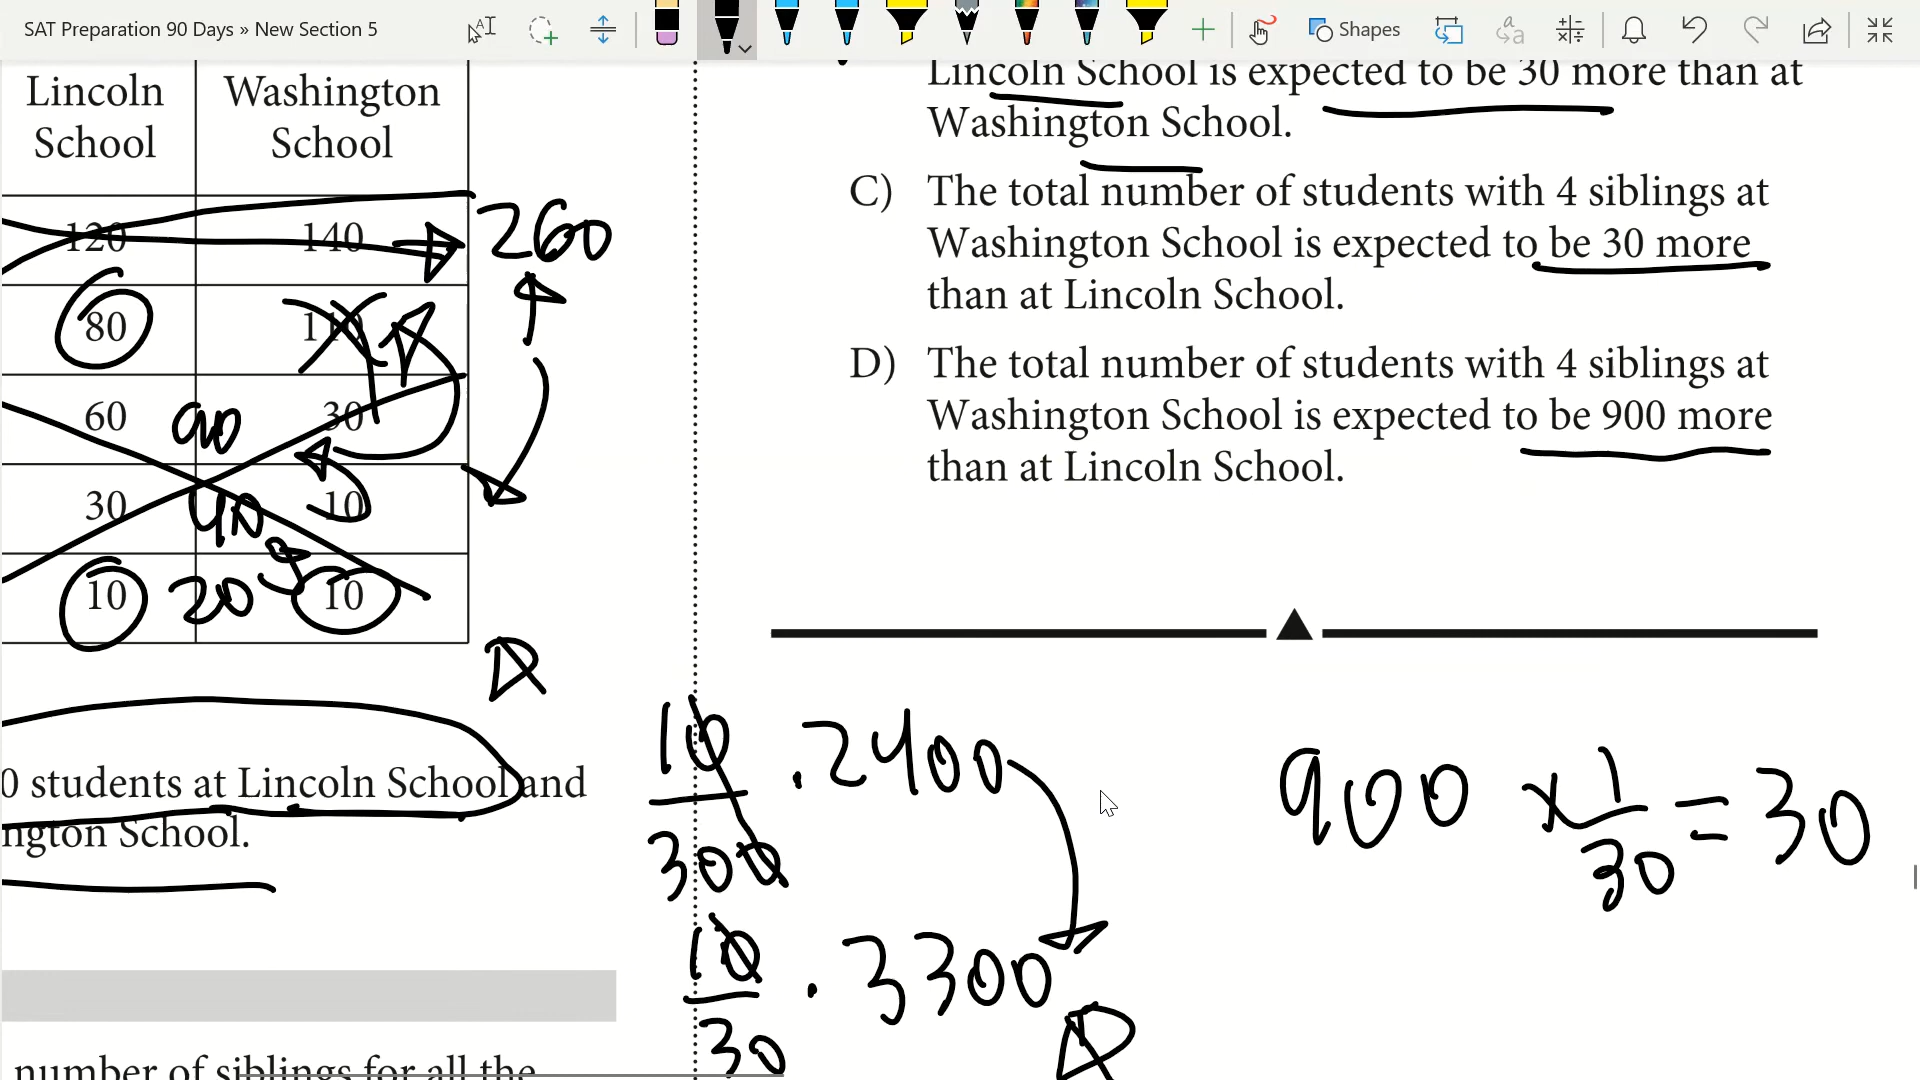 SAT Preparation 90 Days » New Section 5
Shapes
Lincoln School
Washington School
120 140 260
80 110
60 90 30
30 40 10
10 20 10
0 students at Lincoln School and
ngton School.
number of siblings for all the
Lincoln School is expected to be 30 more than at
Washington School.
C) The total number of students with 4 siblings at
Washington School is expected to be 30 more
than at Lincoln School.
D) The total number of students with 4 siblings at
Washington School is expected to be 900 more
than at Lincoln School.
10/300 . 2400
10/30 . 3300
900 x 1/30 = 30